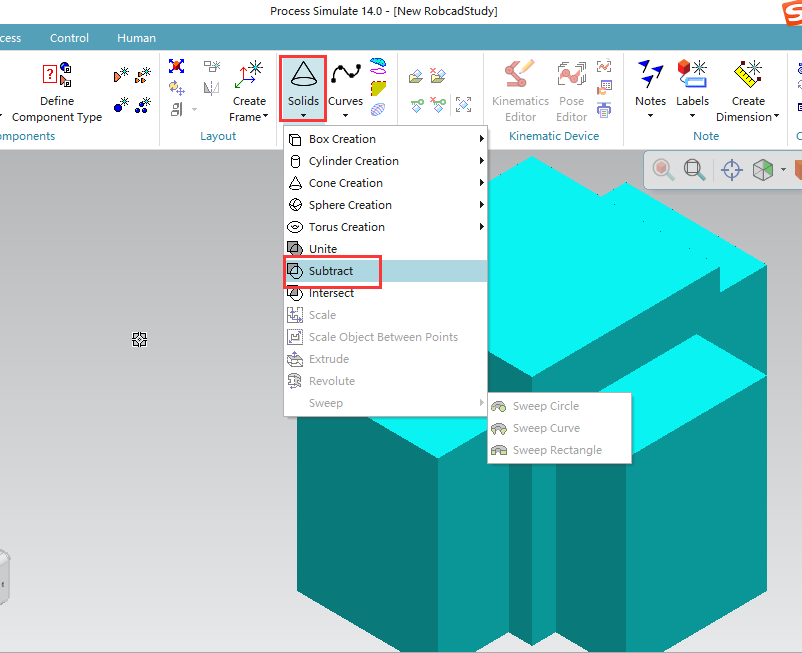 Process Simulate 14.0 - [New RobcadStudy]
cess
Control
Human
Define
Component Type
omponents
Create
Frame
Layout
Solids
Curves
Kinematics
Editor
Pose
Editor
Kinematic Device
Notes
Labels
Create
Dimension
Note
Box Creation
Cylinder Creation
Cone Creation
Sphere Creation
Torus Creation
Unite
Subtract
Intersect
Scale
Scale Object Between Points
Extrude
Revolute
Sweep
Sweep Circle
Sweep Curve
Sweep Rectangle